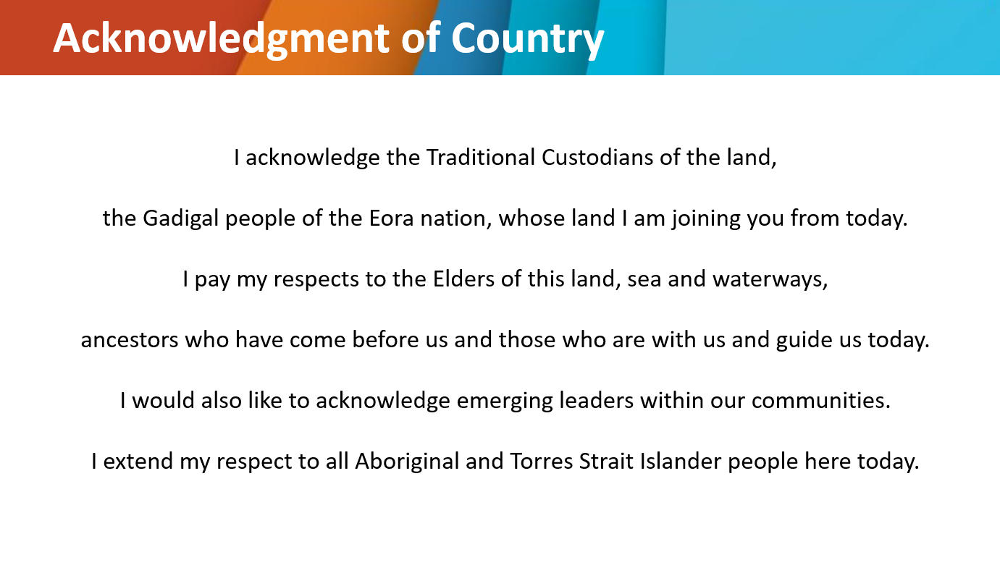 Acknowledgment of Country
I acknowledge the Traditional Custodians of the land,
the Gadigal people of the Eora nation, whose land I am joining you from today.
I pay my respects to the Elders of this land, sea and waterways,
ancestors who have come before us and those who are with us and guide us today.
I would also like to acknowledge emerging leaders within our communities.
I extend my respect to all Aboriginal and Torres Strait Islander people here today.